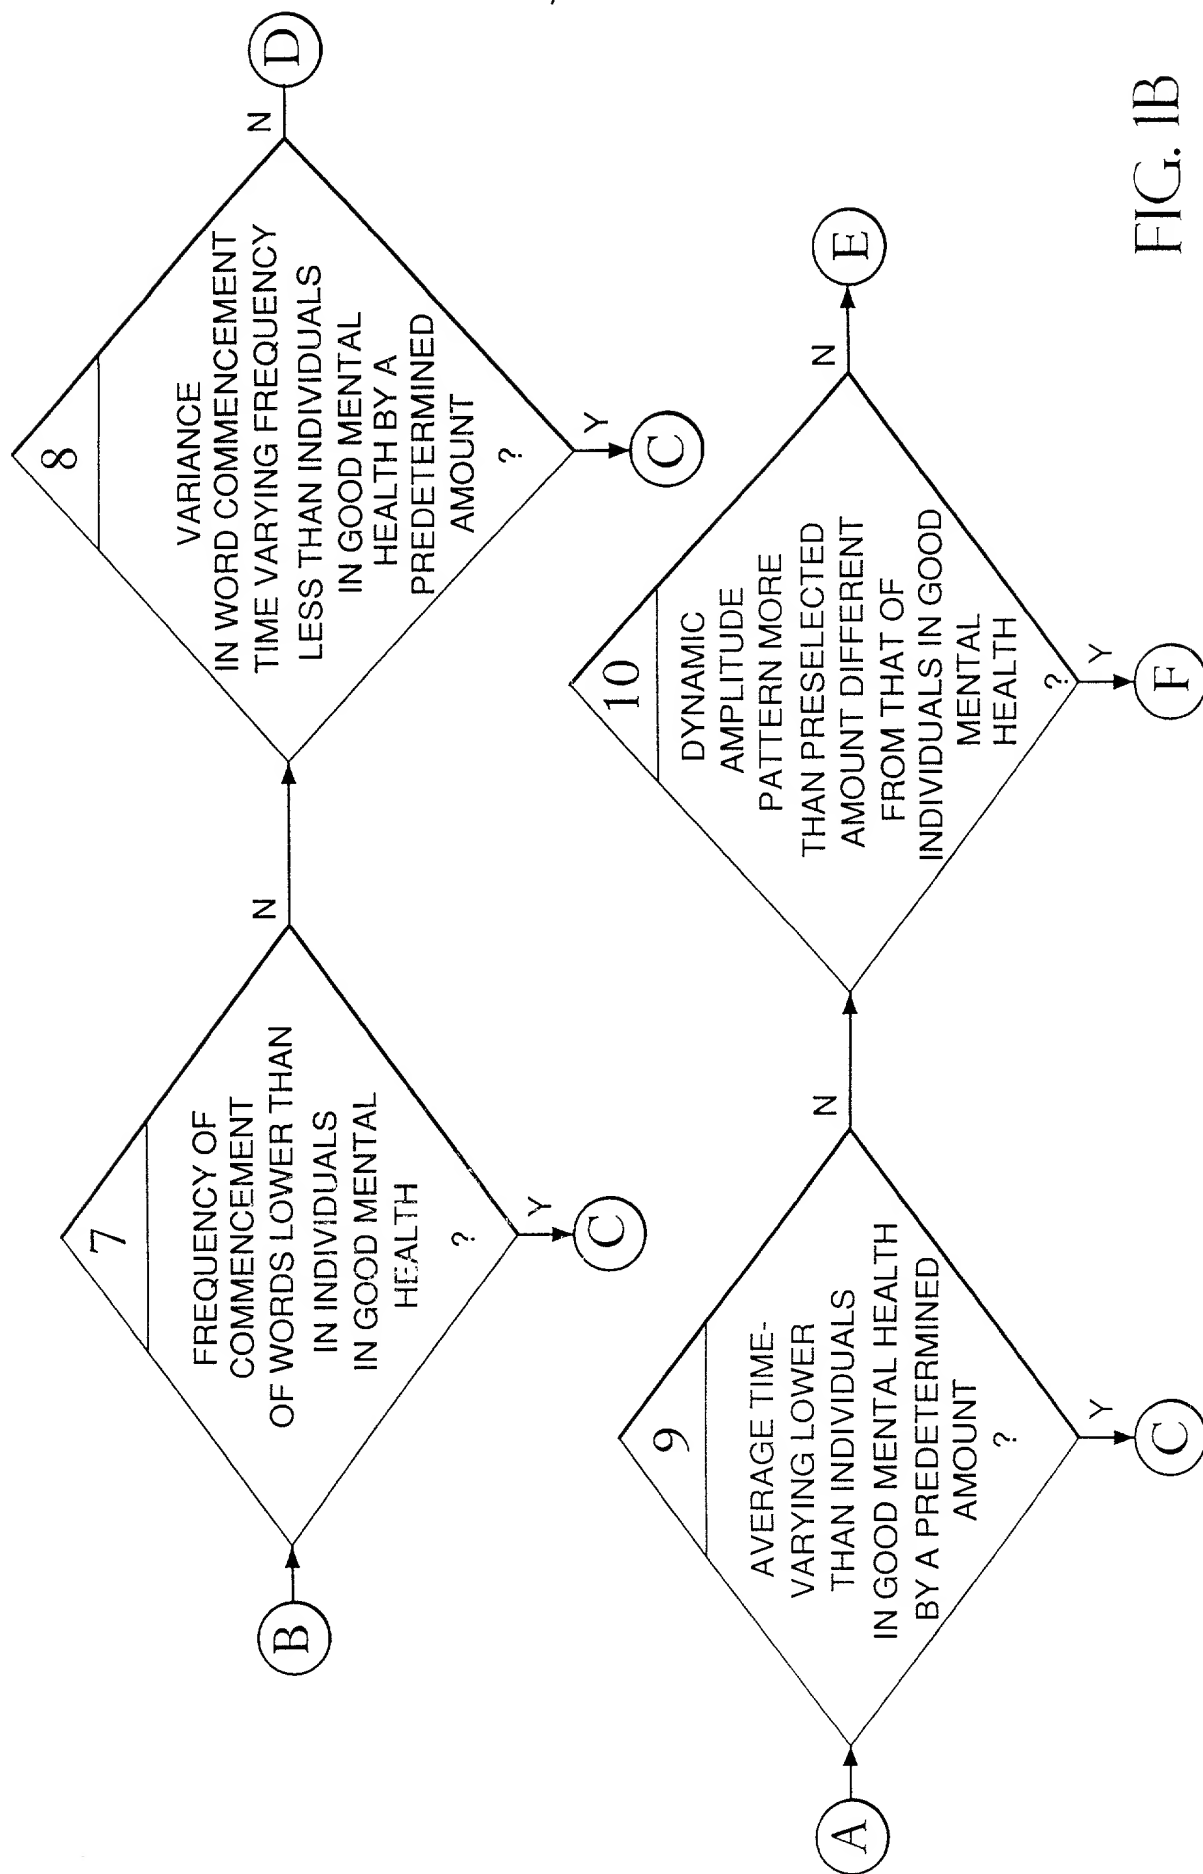 B
7
FREQUENCY OF
COMMENCEMENT
OF WORDS LOWER THAN
IN INDIVIDUALS
IN GOOD MENTAL
HEALTH
?
Y
C
N
8
VARIANCE
IN WORD COMMENCEMENT
TIME VARYING FREQUENCY
LESS THAN INDIVIDUALS
IN GOOD MENTAL
HEALTH BY A
PREDETERMINED
AMOUNT
?
Y
C
N
D
A
9
AVERAGE TIME-
VARYING LOWER
THAN INDIVIDUALS
IN GOOD MENTAL HEALTH
BY A PREDETERMINED
AMOUNT
?
Y
C
N
10
DYNAMIC
AMPLITUDE
PATTERN MORE
THAN PRESELECTED
AMOUNT DIFFERENT
FROM THAT OF
INDIVIDUALS IN GOOD
MENTAL
HEALTH
?
Y
F
N
E
FIG. 1B